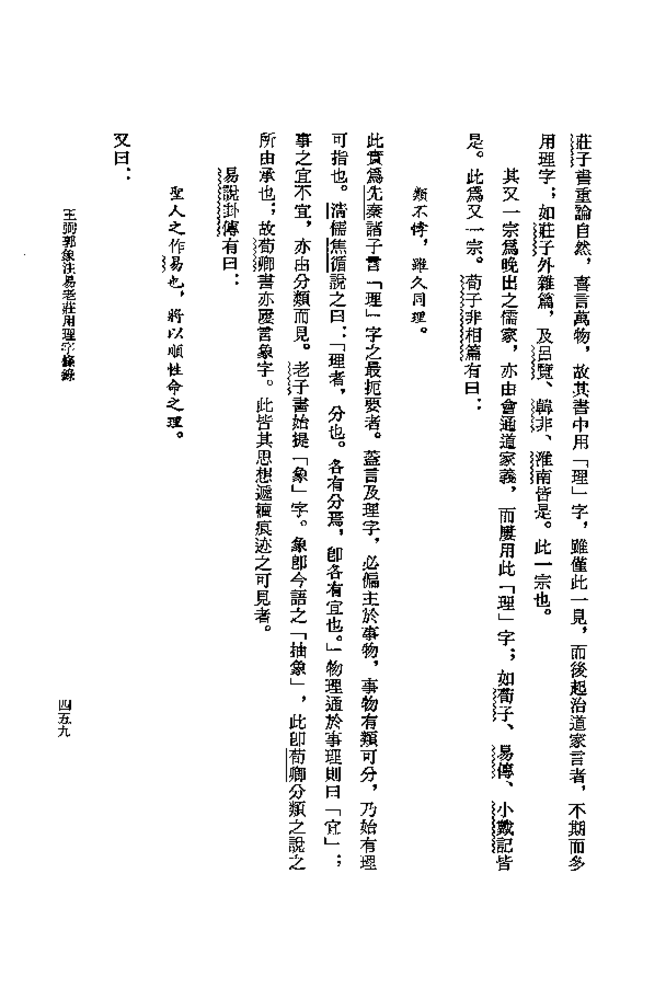 莊子書重論自然，喜言萬物，故其書中用「理」字，雖僅此一見，而後起治道家言者，不期而多
用理字；如莊子外雜篇，及呂覽、韓非、淮南皆是。此一宗也。
其又一宗為晚出之儒家，亦由會通道家義，而屢用此「理」字；如荀子、易傳、小戴記皆
是。此為又一宗。荀子非相篇有曰：
類不悖，雖久同理。
此實為先秦諸子言「理」字之最扼要者。蓋言及理字，必偏主於事物，事物有類可分，乃始有理
可指也。清儒焦循說之曰：「理者，分也。各有分焉，卽各有宜也。」物理通於事理則曰「宜」；
事之宜不宜，亦由分類而見。老子書始提「象」字。象卽今語之「抽象」，此卽荀卿分類之說之
所由承也；故荀卿書亦屢言象字。此皆其思想遞嬗痕迹之可見者。
易說卦傳有曰：
聖人之作易也，將以順性命之理。
又曰：
王弼郭象注易老莊用理字條錄
四五九